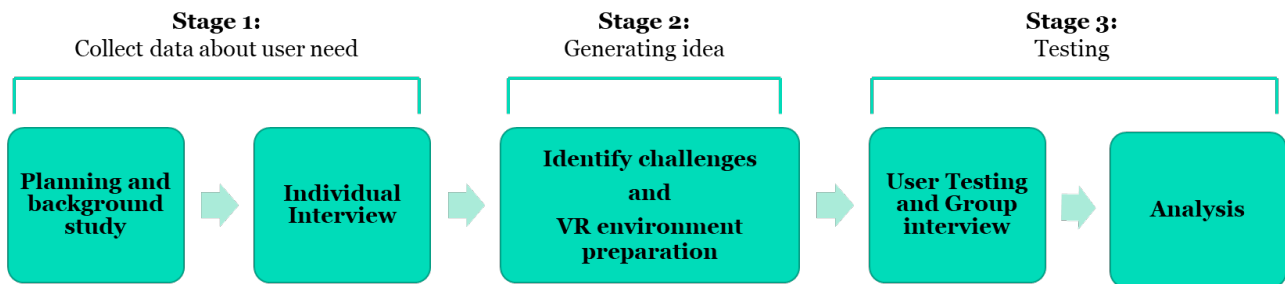 Stage 1:
Collect data about user need
Stage 2:
Generating idea
Stage 3:
Testing
Planning and
background
study
Individual
Interview
Identify challenges
and
VR environment
preparation
User Testing
and Group
interview
Analysis